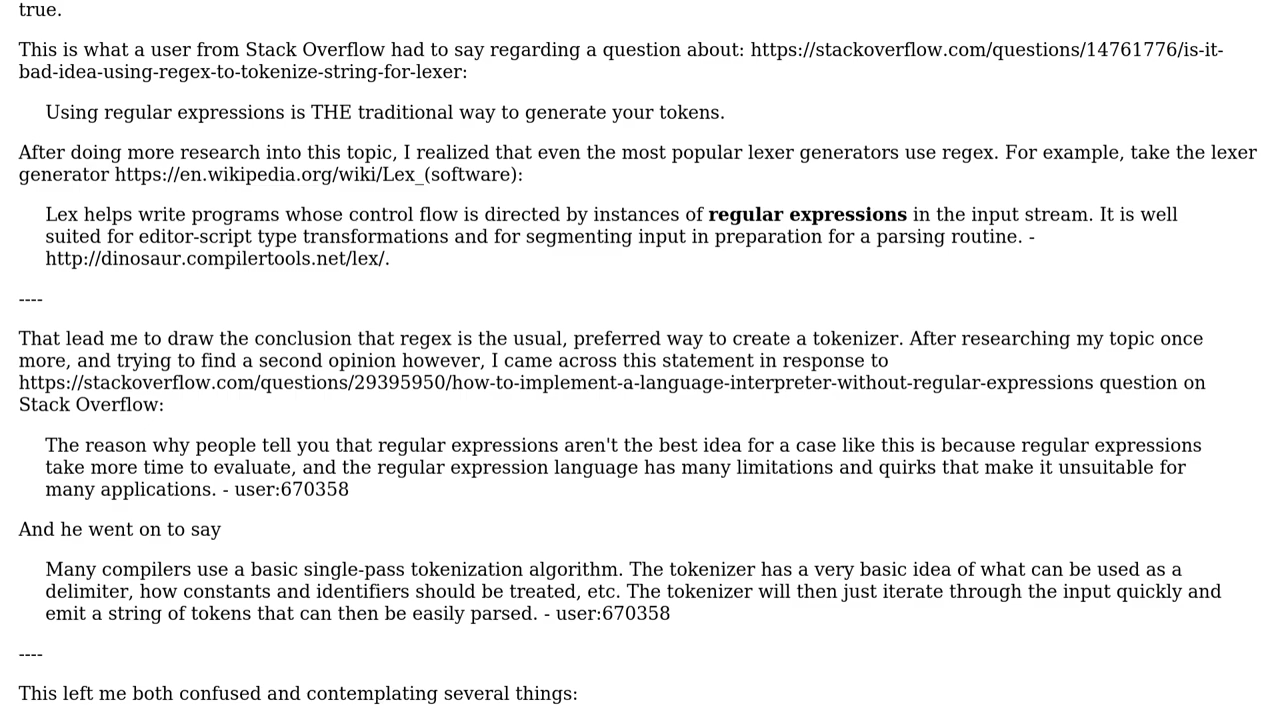 true.
This is what a user from Stack Overflow had to say regarding a question about: https://stackoverflow.com/questions/14761776/is-it-
bad-idea-using-regex-to-tokenize-string-for-lexer:
Using regular expressions is THE traditional way to generate your tokens.
After doing more research into this topic, I realized that even the most popular lexer generators use regex. For example, take the lexer
generator https://en.wikipedia.org/wiki/Lex_(software):
Lex helps write programs whose control flow is directed by instances of regular expressions in the input stream. It is well
suited for editor-script type transformations and for segmenting input in preparation for a parsing routine. -
http://dinosaur.compilertools.net/lex/.
----
That lead me to draw the conclusion that regex is the usual, preferred way to create a tokenizer. After researching my topic once
more, and trying to find a second opinion however, I came across this statement in response to
https://stackoverflow.com/questions/29395950/how-to-implement-a-language-interpreter-without-regular-expressions question on
Stack Overflow:
The reason why people tell you that regular expressions aren't the best idea for a case like this is because regular expressions
take more time to evaluate, and the regular expression language has many limitations and quirks that make it unsuitable for
many applications. - user:670358
And he went on to say
Many compilers use a basic single-pass tokenization algorithm. The tokenizer has a very basic idea of what can be used as a
delimiter, how constants and identifiers should be treated, etc. The tokenizer will then just iterate through the input quickly and
emit a string of tokens that can then be easily parsed. - user:670358
----
This left me both confused and contemplating several things: